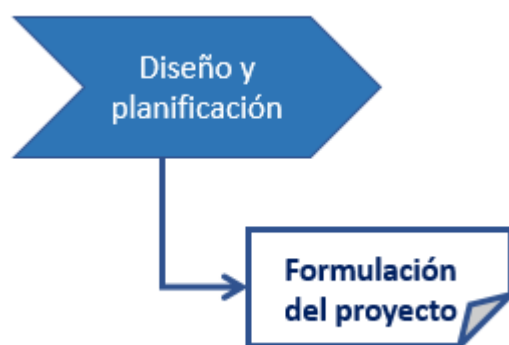 Diseño y
planificación
Formulación
del proyecto